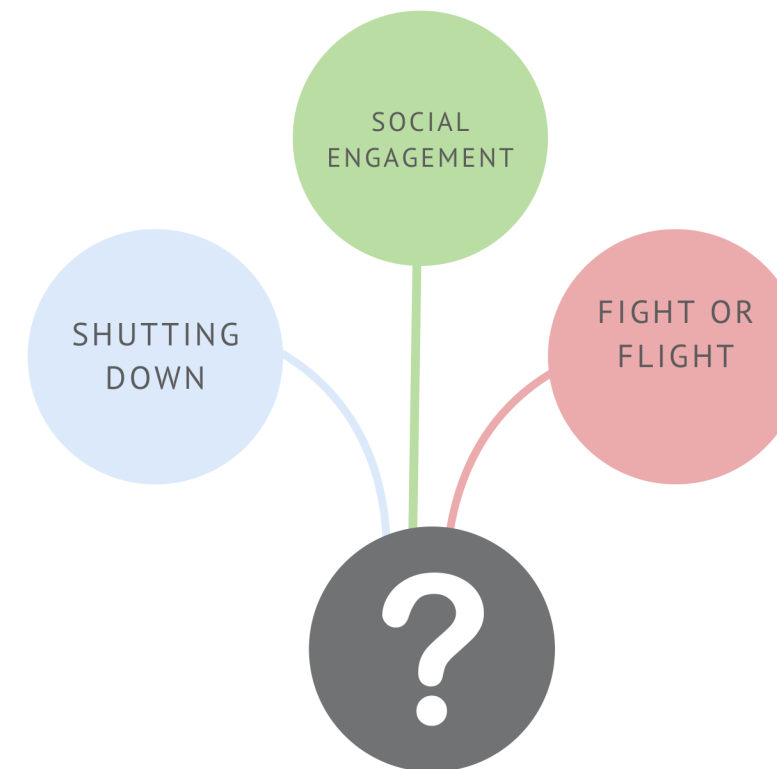 SOCIAL
ENGAGEMENT
SHUTTING
DOWN
FIGHT OR
FLIGHT
?